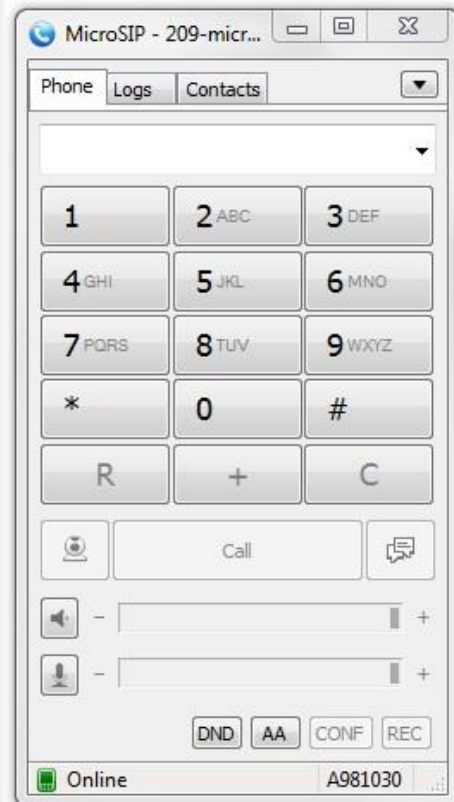 MicroSIP - 209-micr...
Phone Logs Contacts
1 2 ABC 3 DEF
4 GHI 5 JKL 6 MNO
7 PQRS 8 TUV 9 WXYZ
* 0 #
R + C
Call
- +
- +
DND AA CONF REC
Online A981030